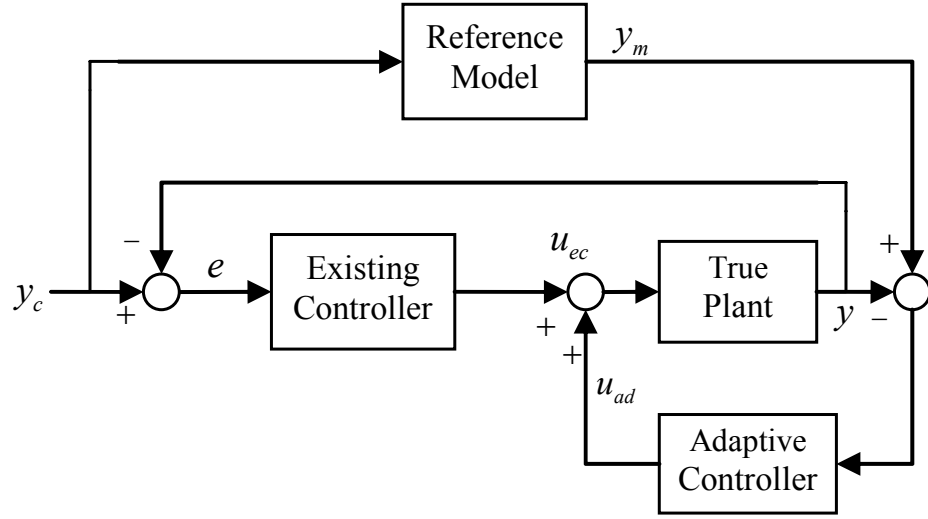 Reference
Model
y_m
−
+
y_c
+
e
Existing
Controller
u_ec
+
+
True
Plant
y
−
u_ad
Adaptive
Controller